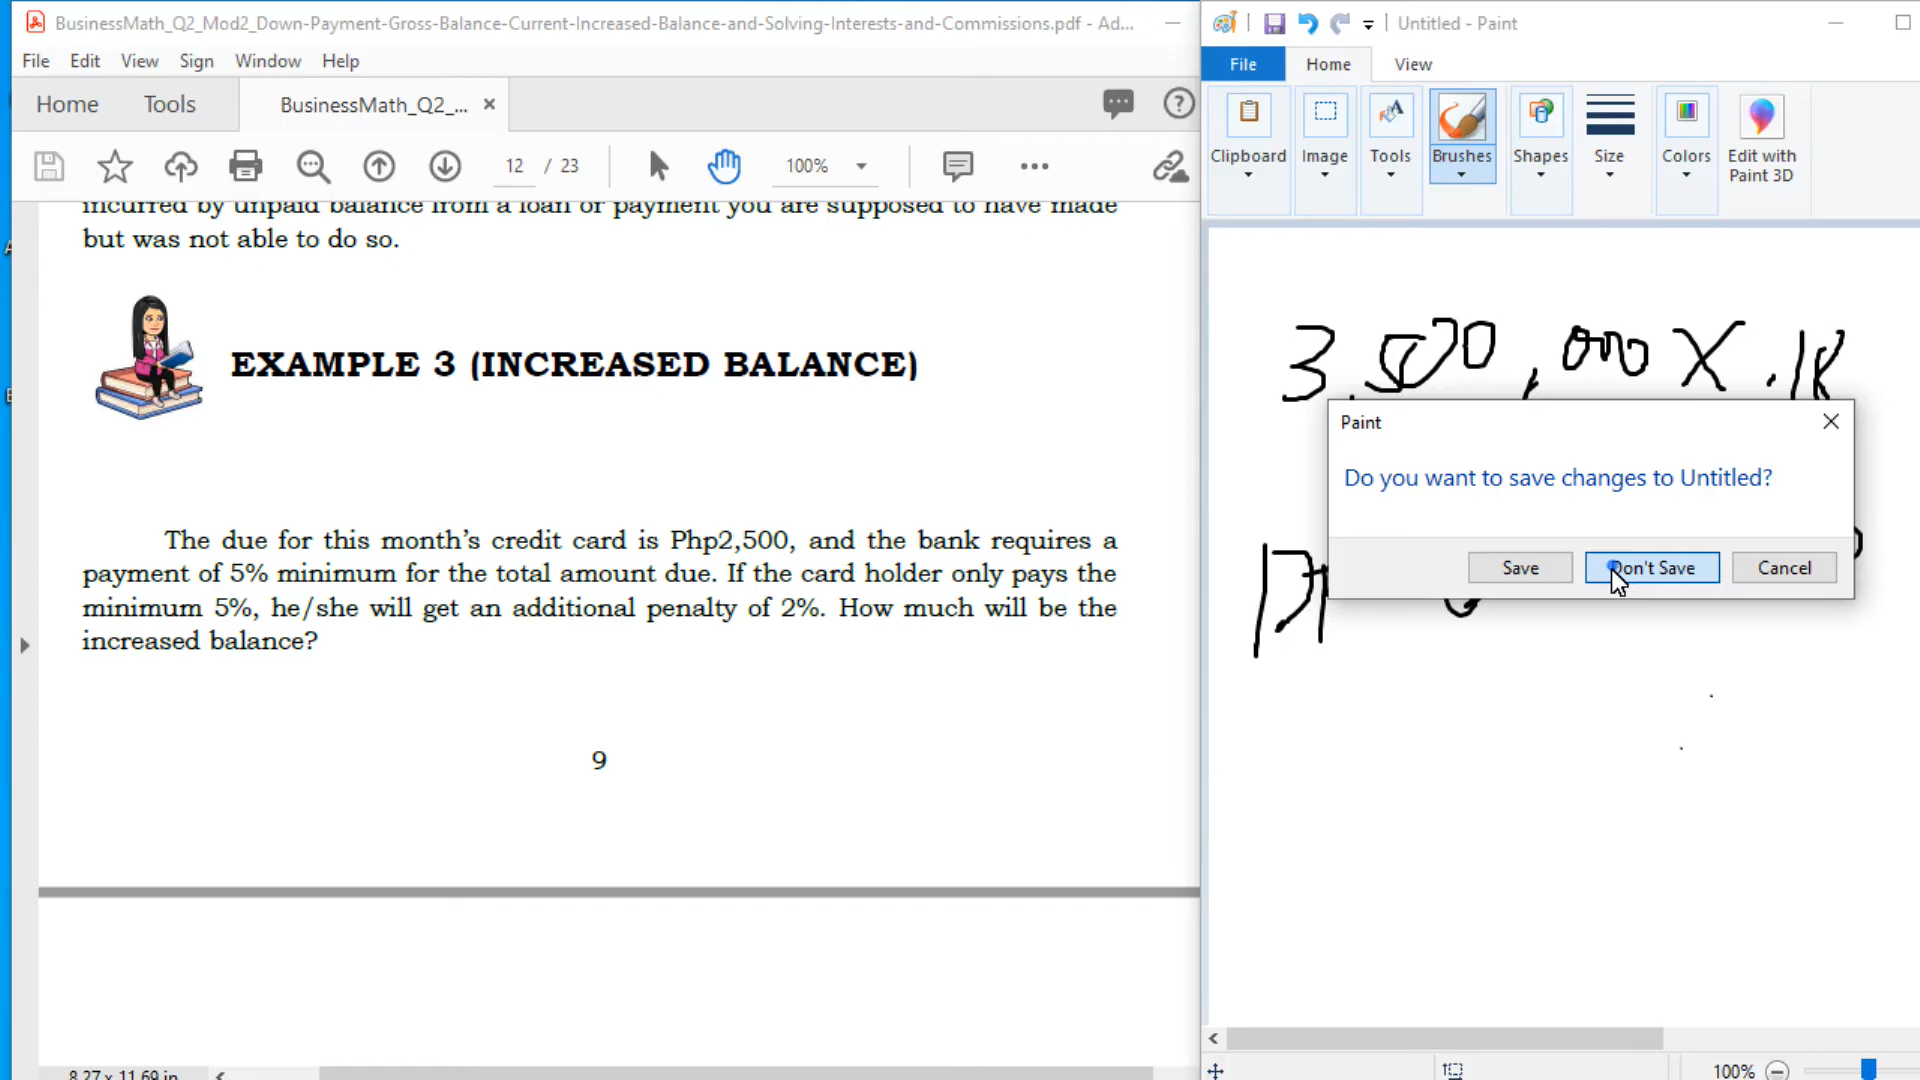 BusinessMath_Q2_Mod2_Down-Payment-Gross-Balance-Current-Increased-Balance-and-Solving-Interests-and-Commissions.pdf - Ad...
File Edit View Sign Window Help
Home Tools BusinessMath_Q2_...
12 / 23 100%
incurred by unpaid balance from a loan or payment you are supposed to have made
but was not able to do so.
EXAMPLE 3 (INCREASED BALANCE)
The due for this month's credit card is Php2,500, and the bank requires a
payment of 5% minimum for the total amount due. If the card holder only pays the
minimum 5%, he/she will get an additional penalty of 2%. How much will be the
increased balance?
9
8.27 x 11.69 in
Untitled - Paint
File Home View
Clipboard Image Tools Brushes Shapes Size Colors Edit with
Paint 3D
Paint
Do you want to save changes to Untitled?
Save Don't Save Cancel
100%